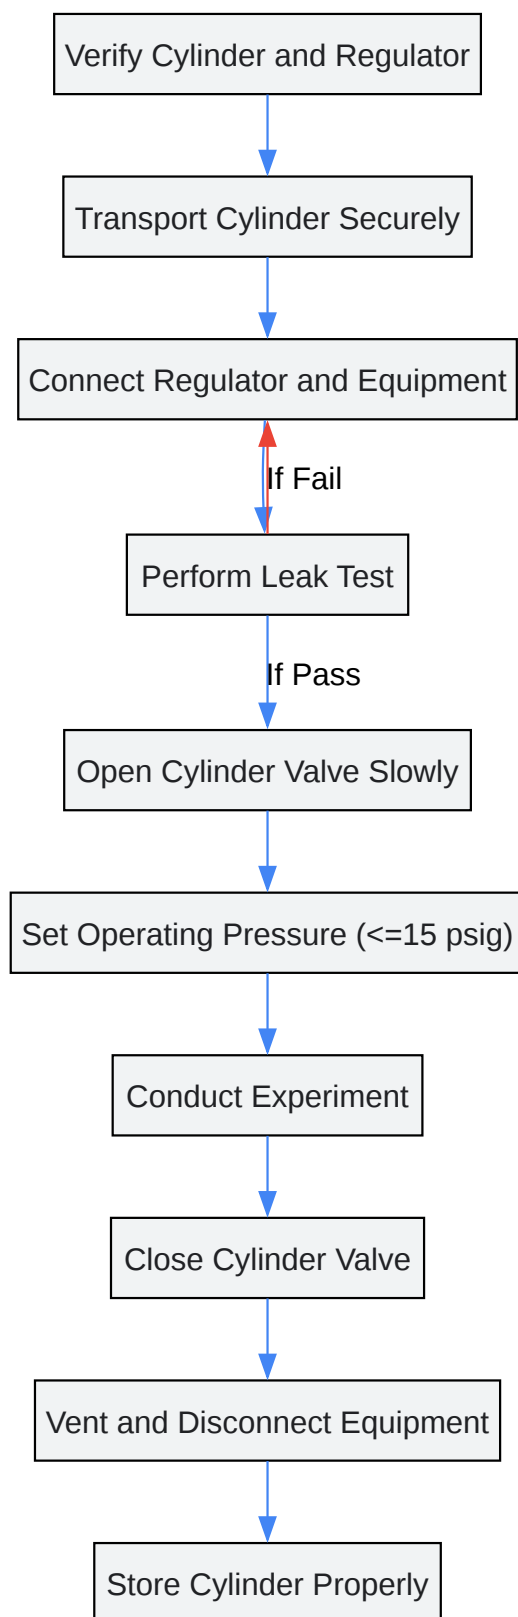 Verify Cylinder and Regulator
Transport Cylinder Securely
Connect Regulator and Equipment
If Fail
Perform Leak Test
If Pass
Open Cylinder Valve Slowly
Set Operating Pressure (<=15 psig)
Conduct Experiment
Close Cylinder Valve
Vent and Disconnect Equipment
Store Cylinder Properly